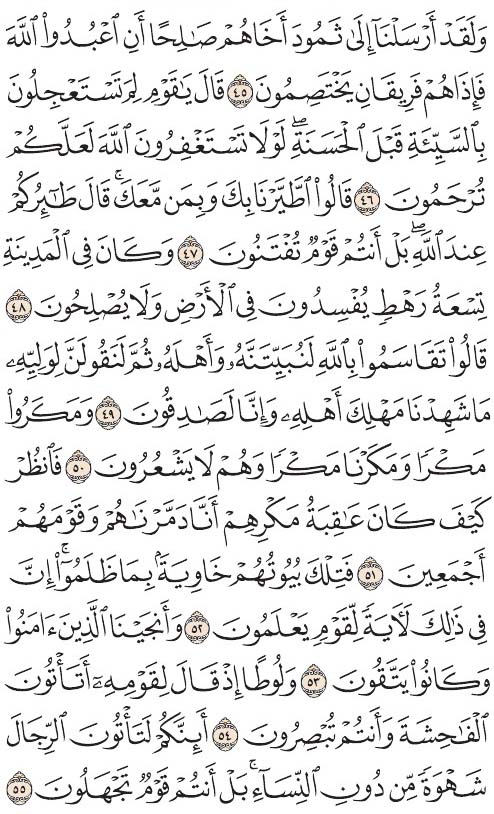 وَلَقَدْ أَرْسَلْنَآ إِلَىٰ ثَمُودَ أَخَاهُمْ صَٰلِحًا أَنِ ٱعْبُدُوا۟ ٱللَّهَ
فَإِذَا هُمْ فَرِيقَانِ يَخْتَصِمُونَ ٤٥ قَالَ يَٰقَوْمِ لِمَ تَسْتَعْجِلُونَ
بِٱلسَّيِّئَةِ قَبْلَ ٱلْحَسَنَةِ ۖ لَوْلَا تَسْتَغْفِرُونَ ٱللَّهَ لَعَلَّكُمْ
تُرْحَمُونَ ٤٦ قَالُوا۟ ٱطَّيَّرْنَا بِكَ وَبِمَن مَّعَكَ ۚ قَالَ طَٰٓئِرُكُمْ
عِندَ ٱللَّهِ ۖ بَلْ أَنتُمْ قَوْمٌ تُفْتَنُونَ ٤٧ وَكَانَ فِى ٱلْمَدِينَةِ
تِسْعَةُ رَهْطٍ يُفْسِدُونَ فِى ٱلْأَرْضِ وَلَا يُصْلِحُونَ ٤٨
قَالُوا۟ تَقَاسَمُوا۟ بِٱللَّهِ لَنُبَيِّتَنَّهُۥ وَأَهْلَهُۥ ثُمَّ لَنَقُولَنَّ لِوَلِيِّهِۦ
مَا شَهِدْنَا مَهْلِكَ أَهْلِهِۦ وَإِنَّا لَصَٰدِقُونَ ٤٩ وَمَكَرُوا۟
مَكْرًا وَمَكَرْنَا مَكْرًا وَهُمْ لَا يَشْعُرُونَ ٥٠ فَٱنظُرْ
كَيْفَ كَانَ عَٰقِبَةُ مَكْرِهِمْ أَنَّا دَمَّرْنَٰهُمْ وَقَوْمَهُمْ
أَجْمَعِينَ ٥١ فَتِلْكَ بُيُوتُهُمْ خَاوِيَةًۢ بِمَا ظَلَمُوٓا۟ ۗ إِنَّ
فِى ذَٰلِكَ لَءَايَةً لِّقَوْمٍ يَعْلَمُونَ ٥٢ وَأَنجَيْنَا ٱلَّذِينَ ءَامَنُوا۟
وَكَانُوا۟ يَتَّقُونَ ٥٣ وَلُوطًا إِذْ قَالَ لِقَوْمِهِۦٓ أَتَأْتُونَ
ٱلْفَٰحِشَةَ وَأَنتُمْ تُبْصِرُونَ ٥٤ أَئِنَّكُمْ لَتَأْتُونَ ٱلرِّجَالَ
شَهْوَةً مِّن دُونِ ٱلنِّسَآءِ ۚ بَلْ أَنتُمْ قَوْمٌ تَجْهَلُونَ ٥٥